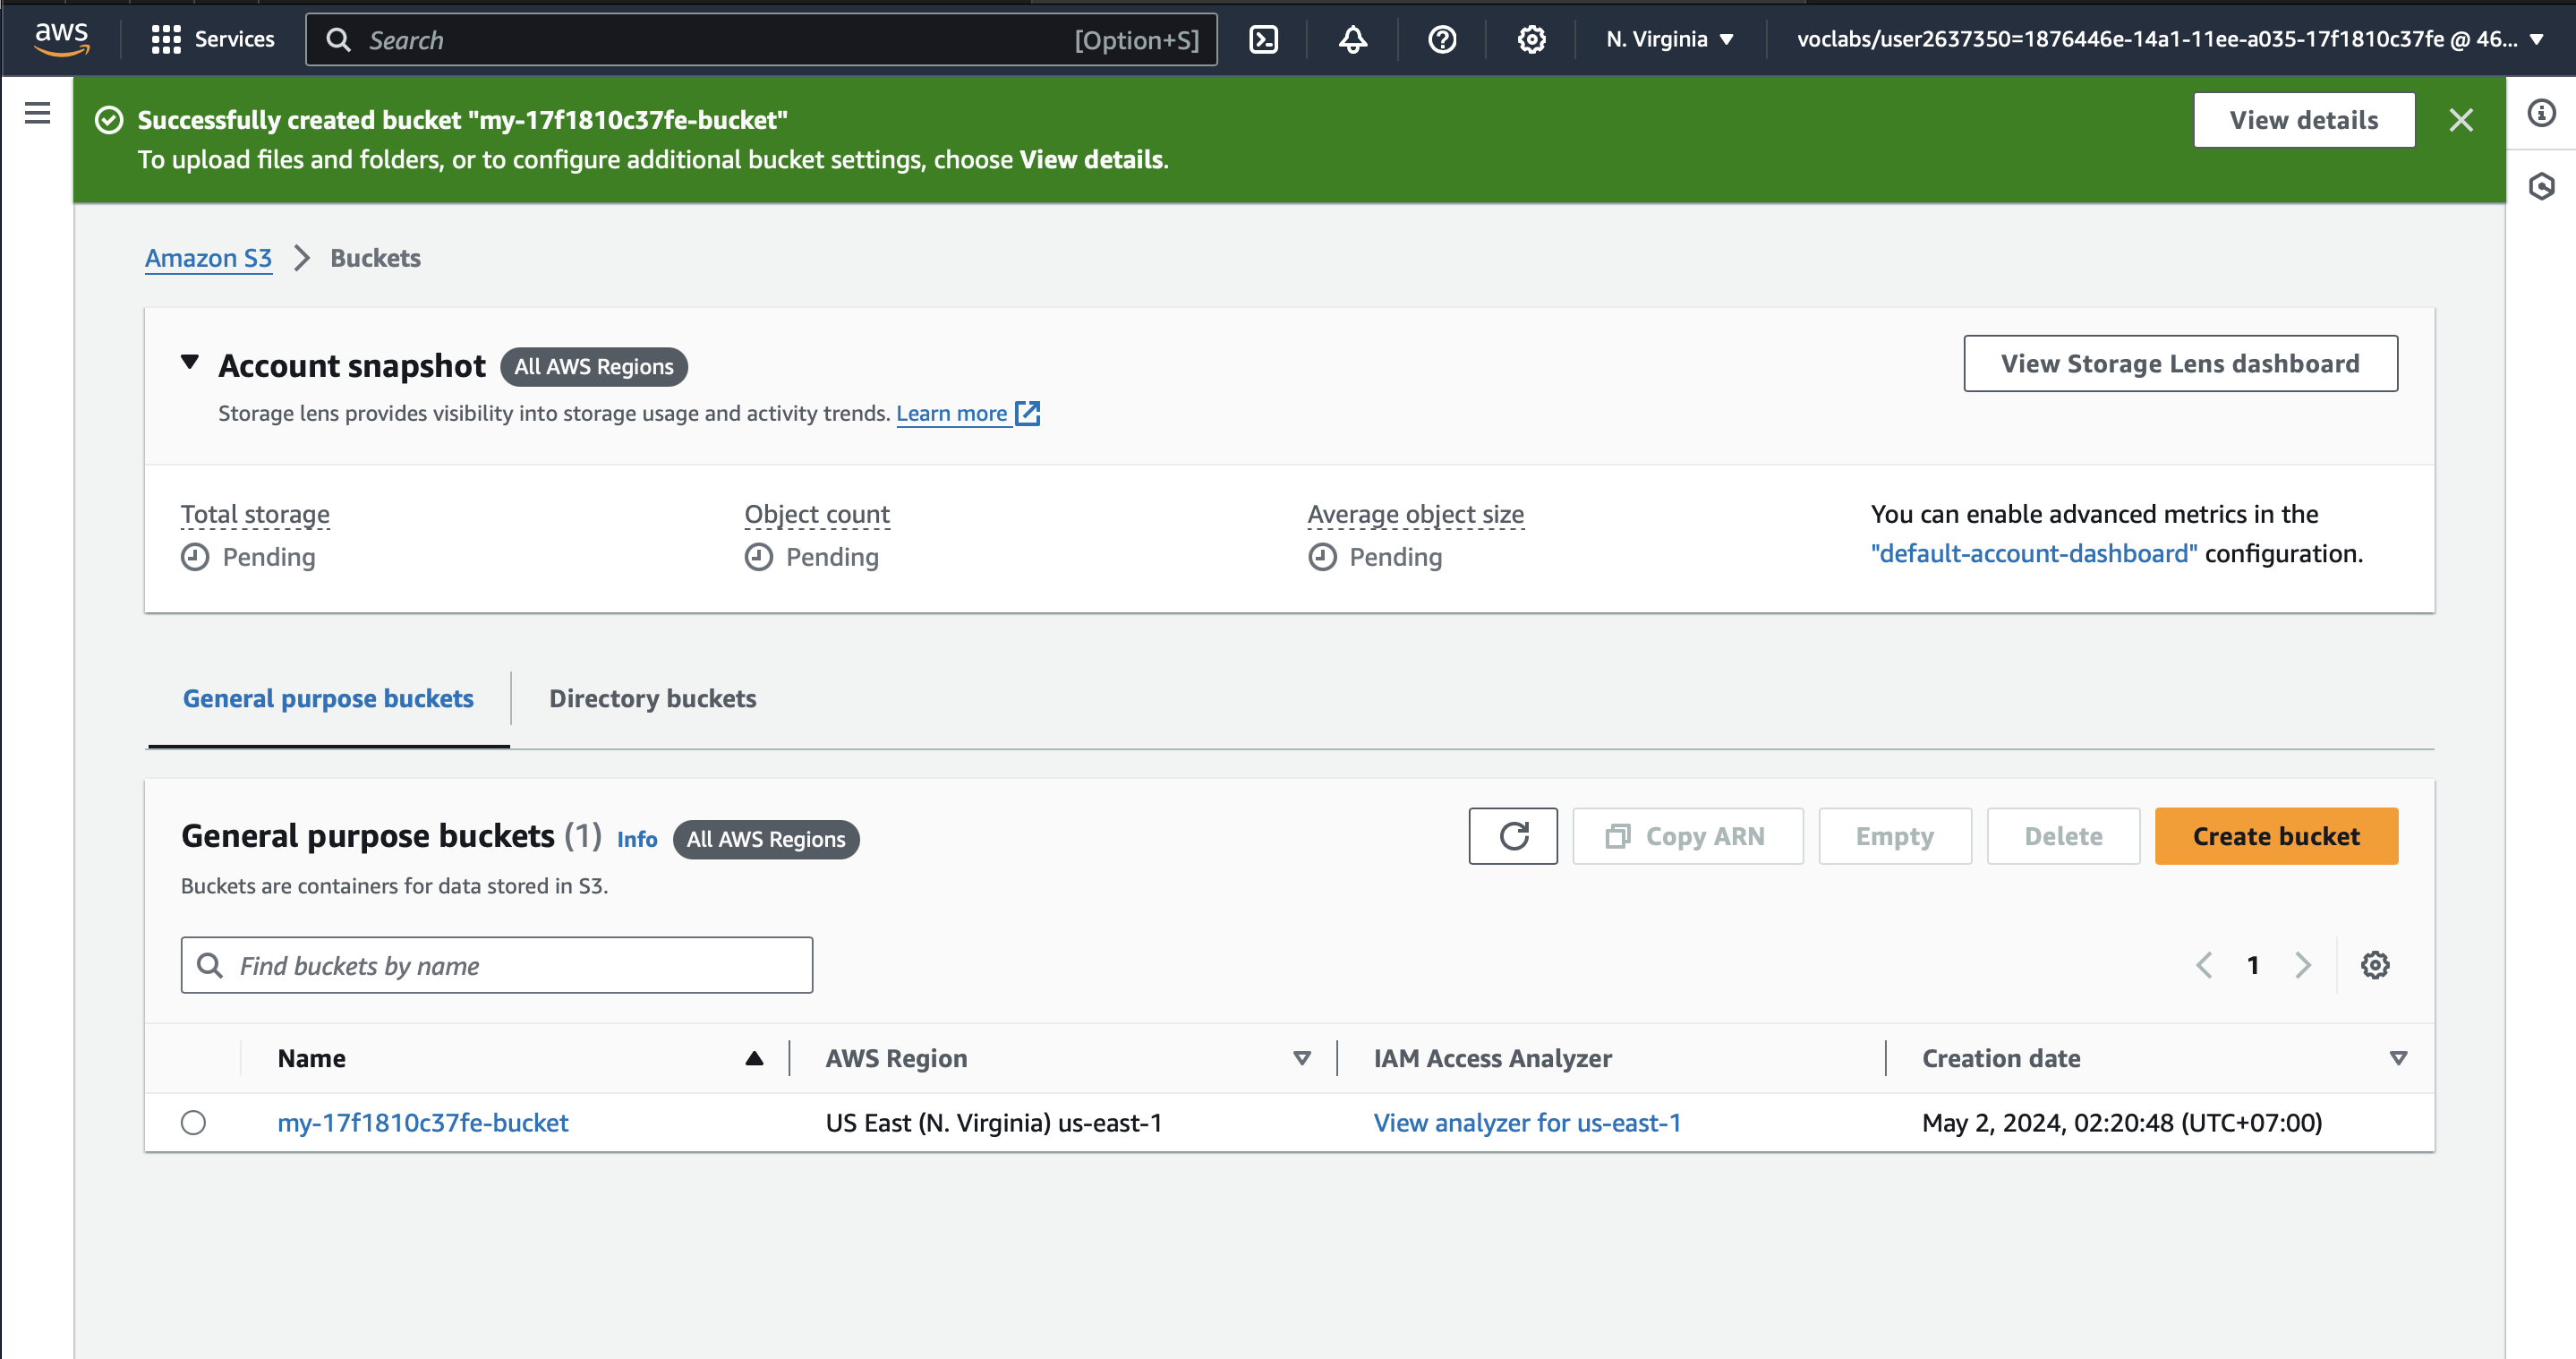 aws
Services
Search
[Option+S]
N. Virginia
voclabs/user2637350=1876446e-14a1-11ee-a035-17f1810c37fe @ 46...
Successfully created bucket "my-17f1810c37fe-bucket"
To upload files and folders, or to configure additional bucket settings, choose View details.
View details
Amazon S3
Buckets
Account snapshot
All AWS Regions
View Storage Lens dashboard
Storage lens provides visibility into storage usage and activity trends. Learn more
Total storage
Pending
Object count
Pending
Average object size
Pending
You can enable advanced metrics in the
"default-account-dashboard" configuration.
General purpose buckets
Directory buckets
General purpose buckets (1)
Info
All AWS Regions
Copy ARN
Empty
Delete
Create bucket
Buckets are containers for data stored in S3.
Find buckets by name
1
Name
AWS Region
IAM Access Analyzer
Creation date
my-17f1810c37fe-bucket
US East (N. Virginia) us-east-1
View analyzer for us-east-1
May 2, 2024, 02:20:48 (UTC+07:00)